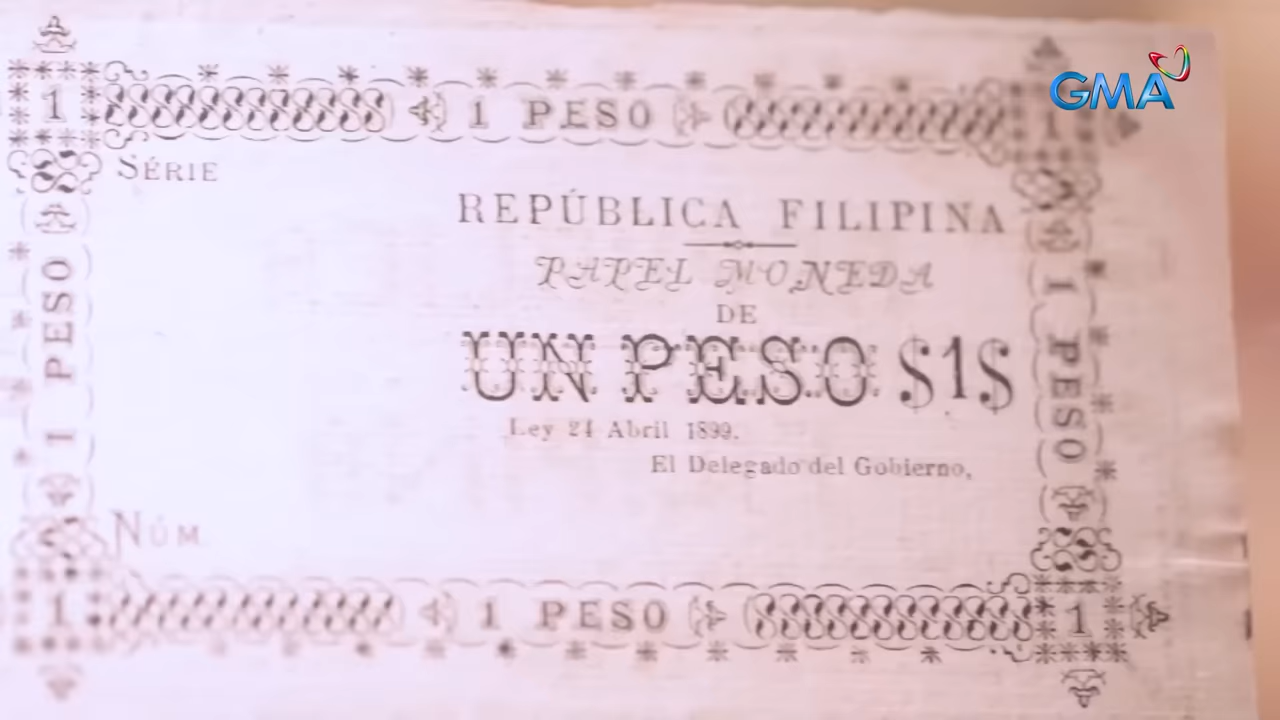 GMA
1 1 PESO 1
SÉRIE
REPÚBLICA FILIPINA
PAPEL MONEDA
DE
UN PESO $1$
Ley 24 Abril 1899.
El Delegado del Gobierno,
NÚM
1 PESO
1 PESO
1 1 PESO 1